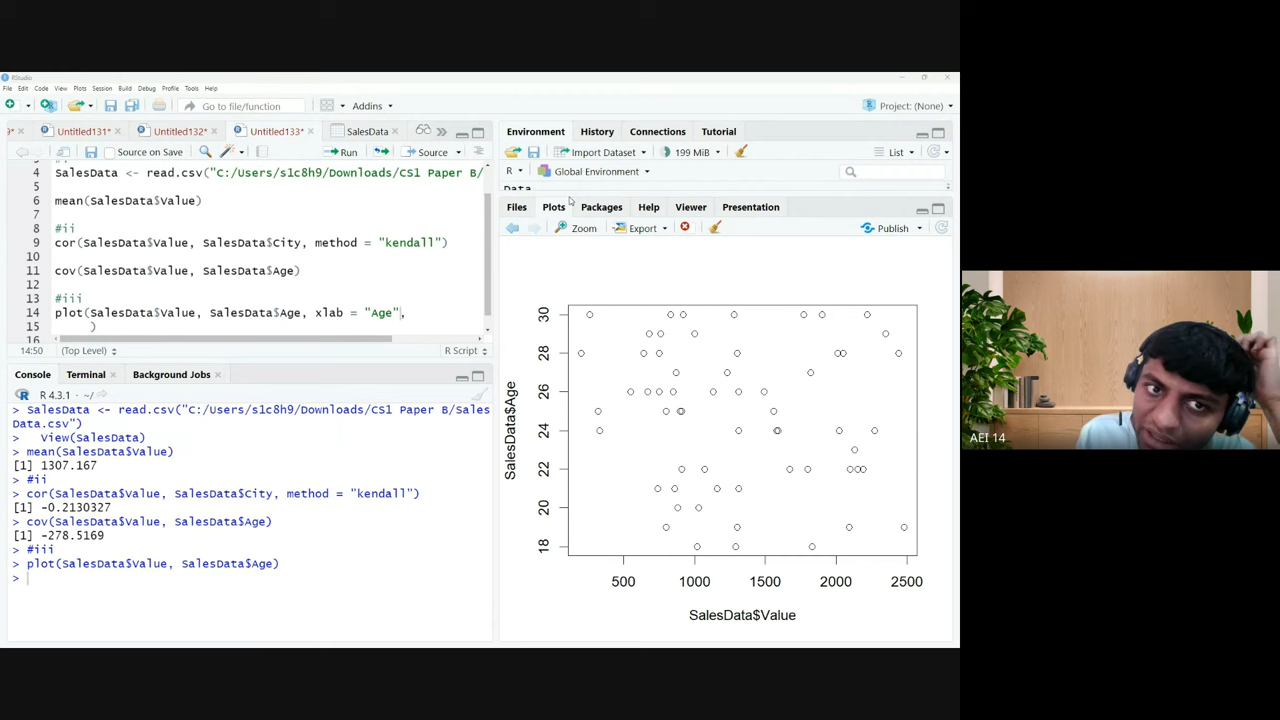 RStudio
File Edit Code View Plots Session Build Debug Profile Tools Help
Go to file/function
Addins
Project: (None)
Untitled131*
Untitled132*
Untitled133*
SalesData
Source on Save
Run
Source
4 SalesData <- read.csv("C:/Users/s1c8h9/Downloads/CS1 Paper B/
5
6 mean(SalesData$Value)
7
8 #ii
9 cor(SalesData$Value, SalesData$City, method = "kendall")
10
11 cov(SalesData$Value, SalesData$Age)
12
13 #iii
14 plot(SalesData$Value, SalesData$Age, xlab = "Age",
15 )
16
14:50 (Top Level) R Script
Console Terminal Background Jobs
R 4.3.1 · ~/
> SalesData <- read.csv("C:/Users/s1c8h9/Downloads/CS1 Paper B/Sales
Data.csv")
> View(SalesData)
> mean(SalesData$Value)
[1] 1307.167
> #ii
> cor(SalesData$Value, SalesData$City, method = "kendall")
[1] -0.2130327
> cov(SalesData$Value, SalesData$Age)
[1] -278.5169
> #iii
> plot(SalesData$Value, SalesData$Age)
>
Environment History Connections Tutorial
Import Dataset 199 MiB List
R Global Environment
Data
Files Plots Packages Help Viewer Presentation
Zoom Export Publish
30
28
26
24
22
20
18
SalesData$Age
500 1000 1500 2000 2500
SalesData$Value
AEI 14